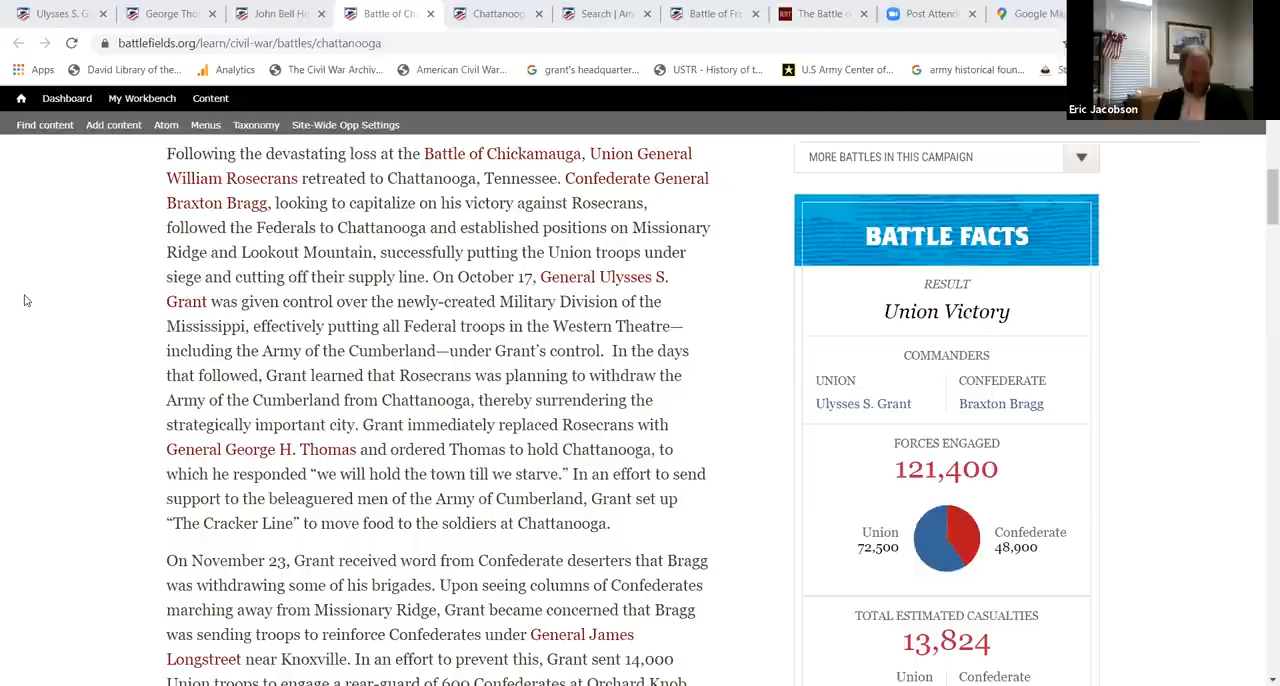 Ulysses S. G
George Tho
John Bell Ho
Battle of Ch
Chattanoog
Search | Am
Battle of Fr
The Battle o
Post Attend
Google Ma
battlefields.org/learn/civil-war/battles/chattanooga
Apps
David Library of the...
Analytics
The Civil War Archiv...
American Civil War...
grant's headquarter...
USTR - History of t...
U.S Army Center of...
army historical foun...
St
Eric Jacobson
Dashboard
My Workbench
Content
Find content
Add content
Atom
Menus
Taxonomy
Site-Wide Opp Settings
Following the devastating loss at the Battle of Chickamauga, Union General
William Rosecrans retreated to Chattanooga, Tennessee. Confederate General
Braxton Bragg, looking to capitalize on his victory against Rosecrans,
followed the Federals to Chattanooga and established positions on Missionary
Ridge and Lookout Mountain, successfully putting the Union troops under
siege and cutting off their supply line. On October 17, General Ulysses S.
Grant was given control over the newly-created Military Division of the
Mississippi, effectively putting all Federal troops in the Western Theatre—
including the Army of the Cumberland—under Grant's control. In the days
that followed, Grant learned that Rosecrans was planning to withdraw the
Army of the Cumberland from Chattanooga, thereby surrendering the
strategically important city. Grant immediately replaced Rosecrans with
General George H. Thomas and ordered Thomas to hold Chattanooga, to
which he responded “we will hold the town till we starve.” In an effort to send
support to the beleaguered men of the Army of Cumberland, Grant set up
“The Cracker Line” to move food to the soldiers at Chattanooga.
On November 23, Grant received word from Confederate deserters that Bragg
was withdrawing some of his brigades. Upon seeing columns of Confederates
marching away from Missionary Ridge, Grant became concerned that Bragg
was sending troops to reinforce Confederates under General James
Longstreet near Knoxville. In an effort to prevent this, Grant sent 14,000
Union troops to engage a rear-guard of 600 Confederates at Orchard Knob
MORE BATTLES IN THIS CAMPAIGN
BATTLE FACTS
RESULT
Union Victory
COMMANDERS
UNION
CONFEDERATE
Ulysses S. Grant
Braxton Bragg
FORCES ENGAGED
121,400
Union
72,500
Confederate
48,900
TOTAL ESTIMATED CASUALTIES
13,824
Union
Confederate